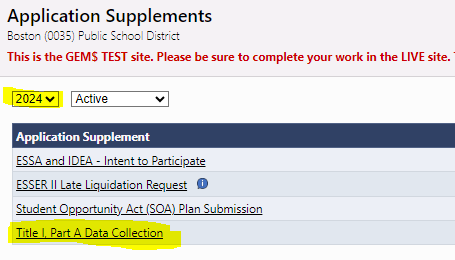 Application Supplements
Boston (0035) Public School District
This is the GEM$ TEST site. Please be sure to complete your work in the LIVE site.
2024 Active
Application Supplement
ESSA and IDEA - Intent to Participate
ESSER II Late Liquidation Request
Student Opportunity Act (SOA) Plan Submission
Title I, Part A Data Collection